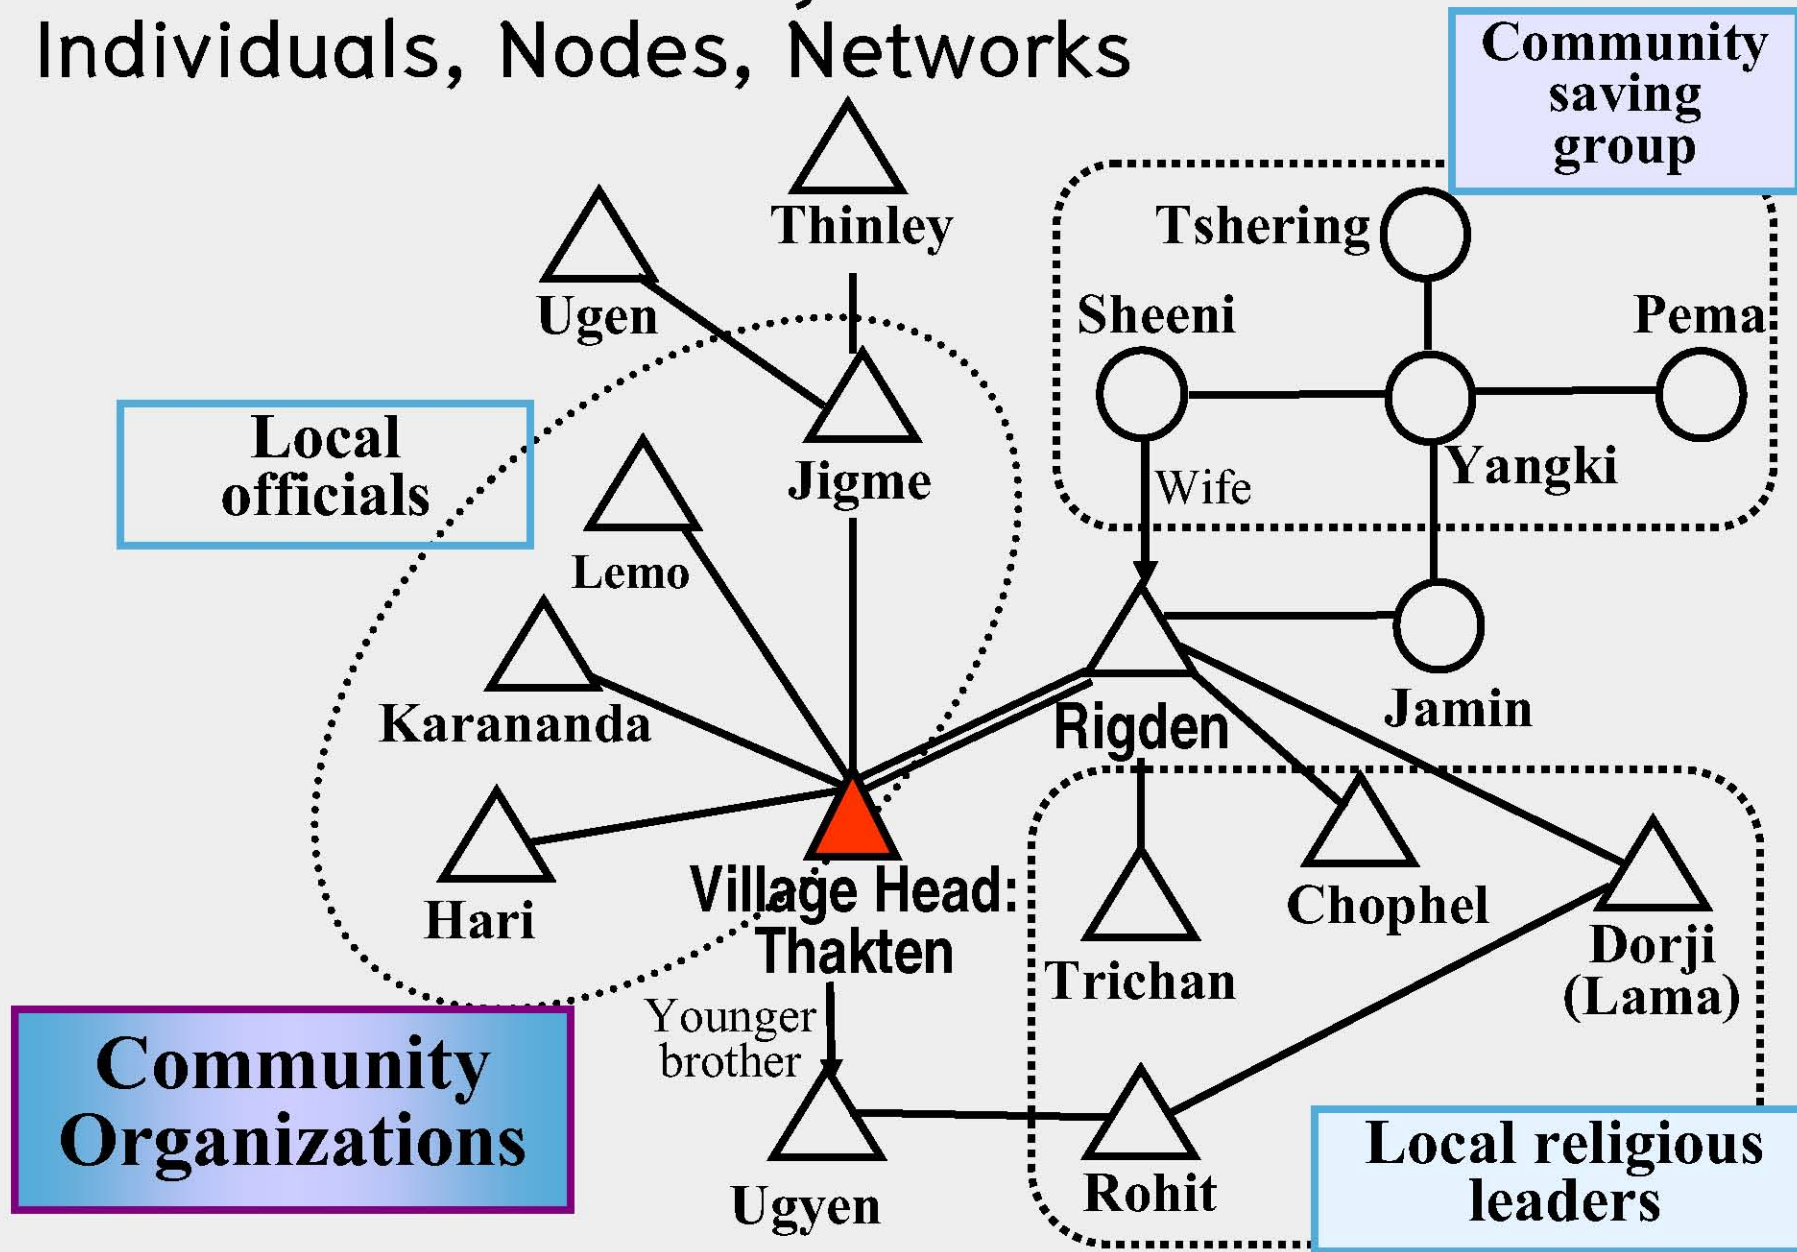 Individuals, Nodes, Networks
Community
saving
group
Thinley
Tshering
Ugen
Sheeni
Pema
Local
officials
Jigme
Yangki
Wife
Lemo
Karananda
Rigden
Jamin
Hari
Village Head:
Thakten
Chophel
Trichan
Dorji
(Lama)
Younger
brother
Community
Organizations
Ugyen
Rohit
Local religious
leaders